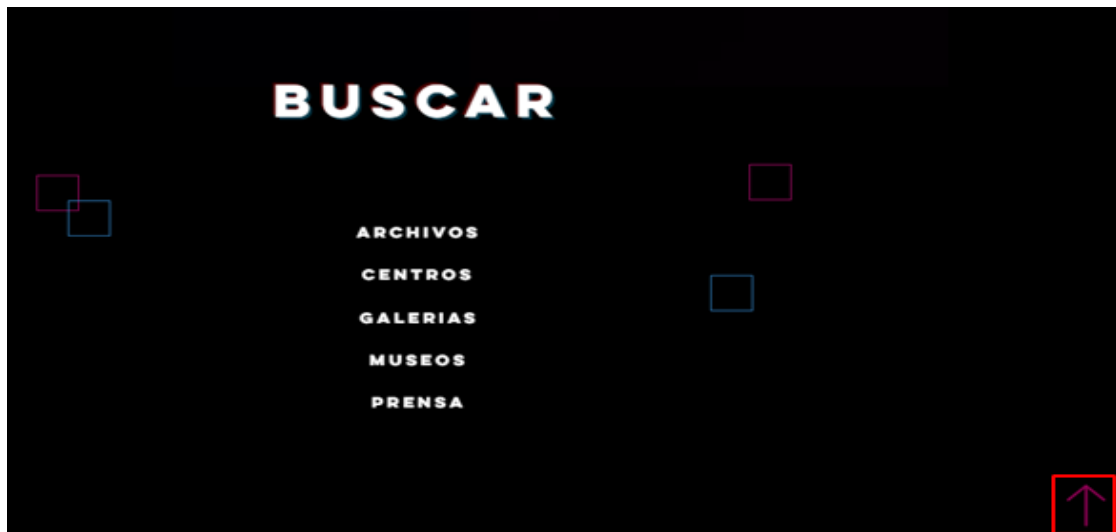 BUSCAR
ARCHIVOS
CENTROS
GALERIAS
MUSEOS
PRENSA